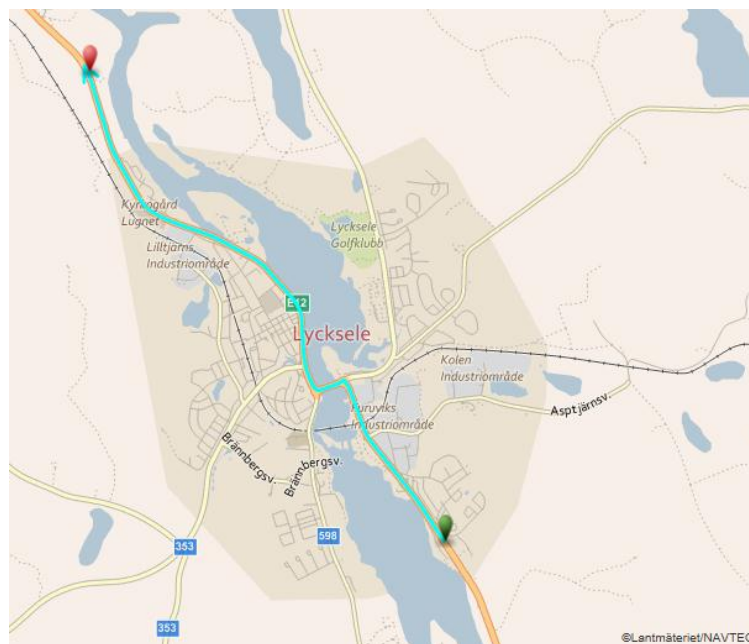 Kyrkogård
Lugnet
Lilltjärns
Industriområde
Lycksele
Golfklubb
E12
Lycksele
Kolen
Industriområde
Furuviks
Industriområde
Asptjärnsv.
Brännbergsv.
Brännbergsv.
598
353
353
©Lantmäteriet/NAVTEQ